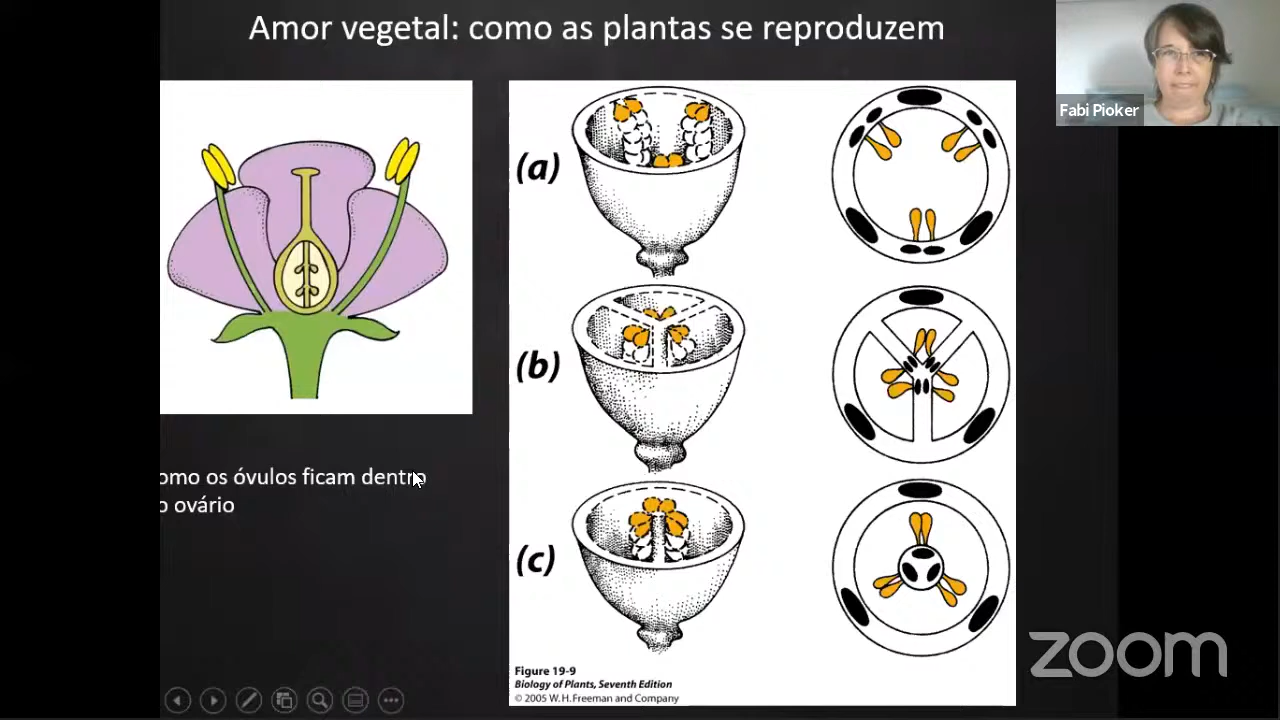 Amor vegetal: como as plantas se reproduzem
Fabi Pioker
(a)
(b)
omo os óvulos ficam dentro
o ovário
(c)
Figure 19-9
Biology of Plants, Seventh Edition
© 2005 W. H. Freeman and Company
zoom